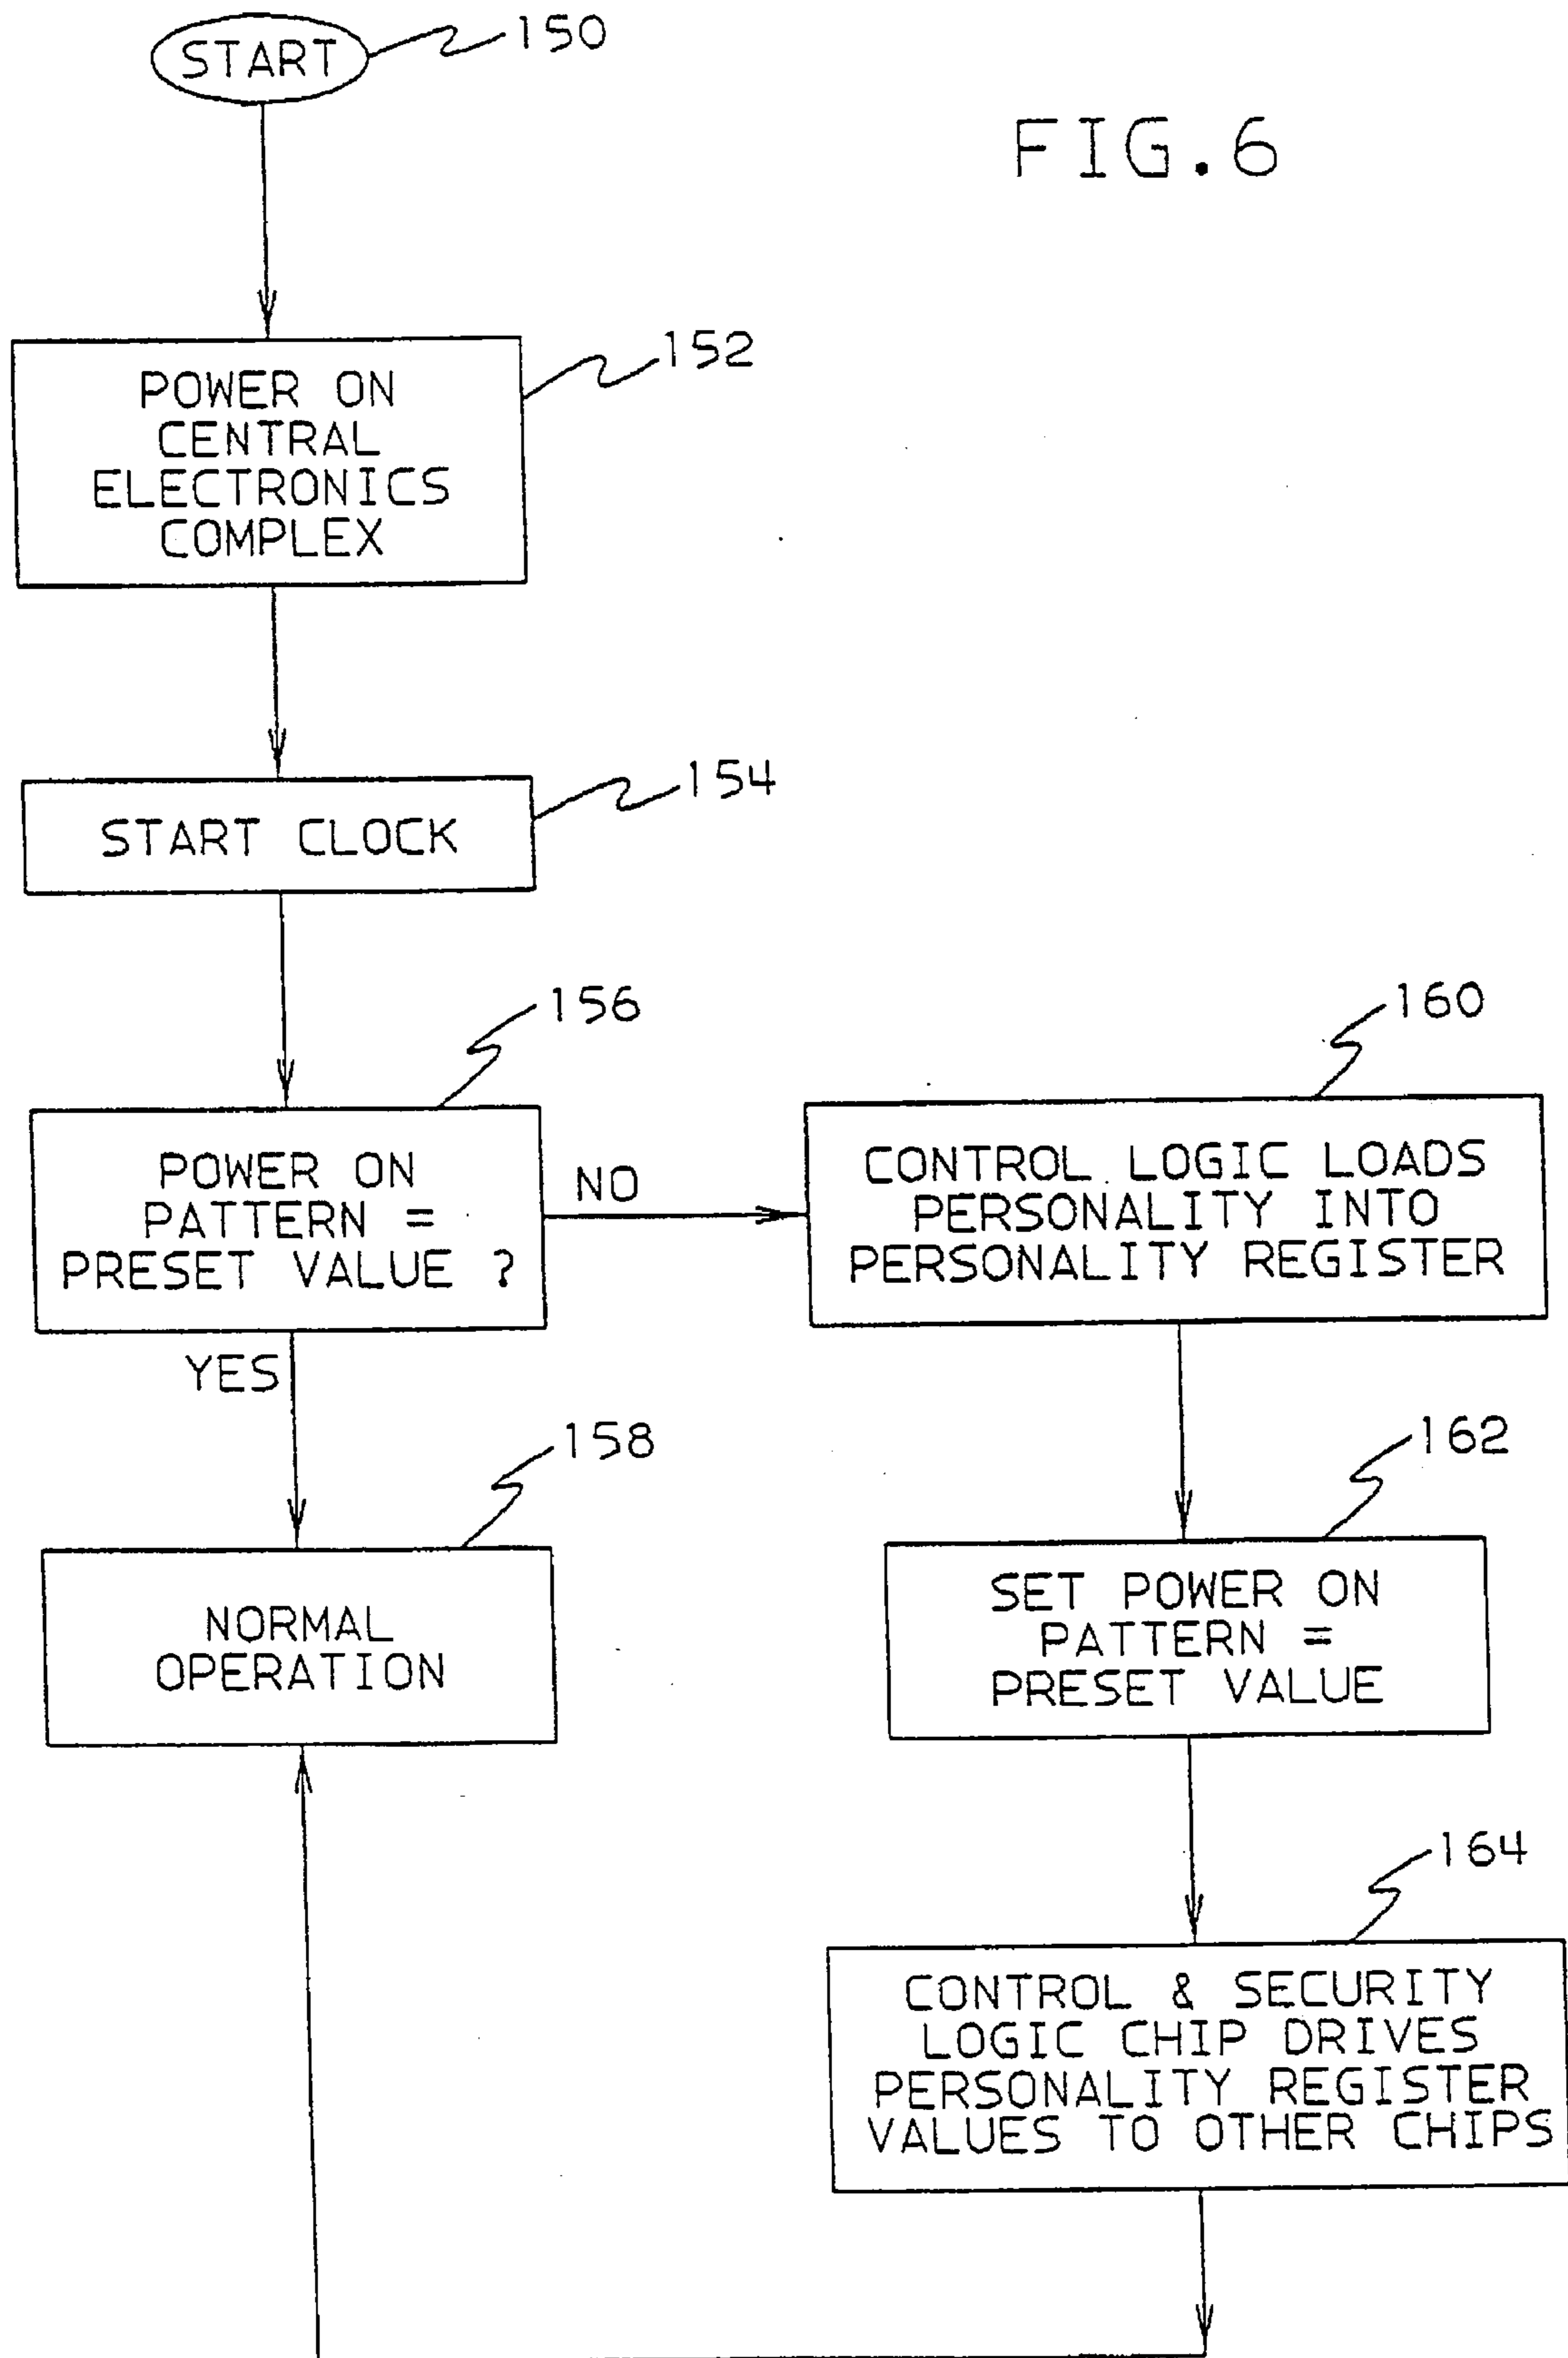 START
150
FIG.6
152
POWER ON
CENTRAL
ELECTRONICS
COMPLEX
154
START CLOCK
156
POWER ON
PATTERN =
PRESET VALUE ?
NO
160
CONTROL LOGIC LOADS
PERSONALITY INTO
PERSONALITY REGISTER
YES
158
NORMAL
OPERATION
162
SET POWER ON
PATTERN =
PRESET VALUE
164
CONTROL & SECURITY
LOGIC CHIP DRIVES
PERSONALITY REGISTER
VALUES TO OTHER CHIPS